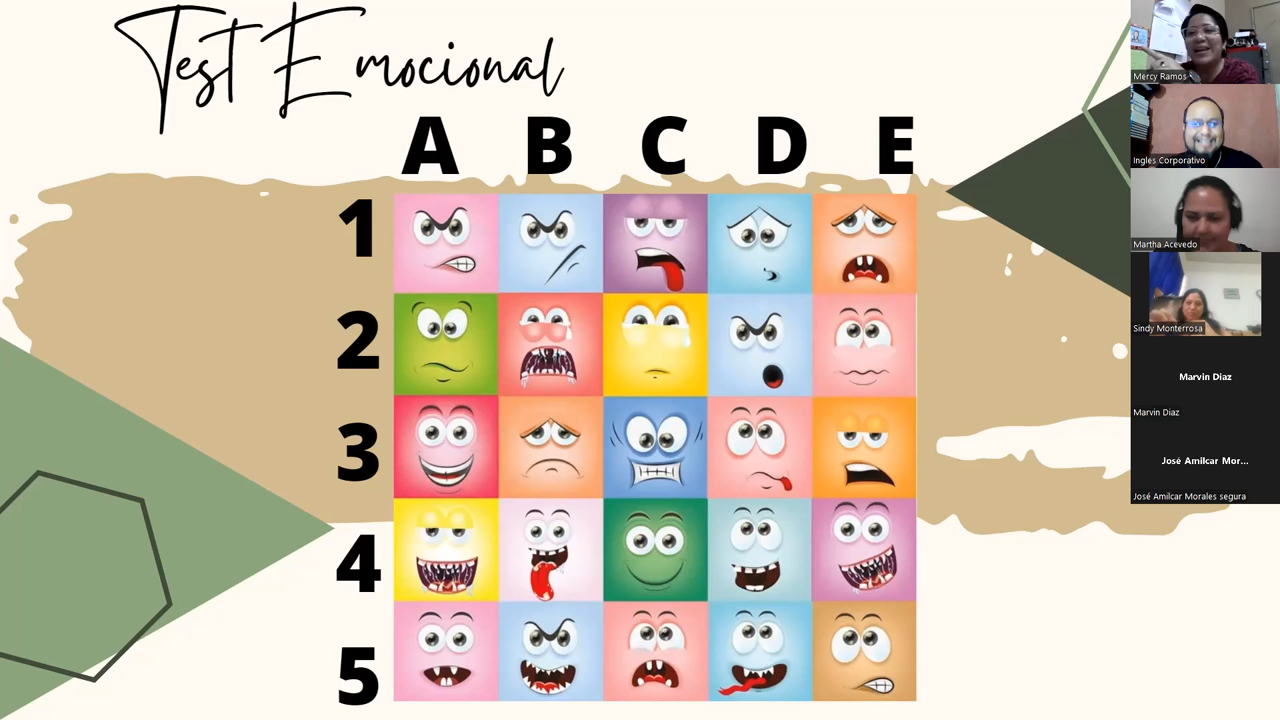 Test Emocional
A B C D E
1
2
3
4
5
Mercy Ramos
Ingles Corporativo
Martha Acevedo
Sindy Monterrosa
Marvin Diaz
Marvin Diaz
José Amilcar Mor...
José Amilcar Morales segura